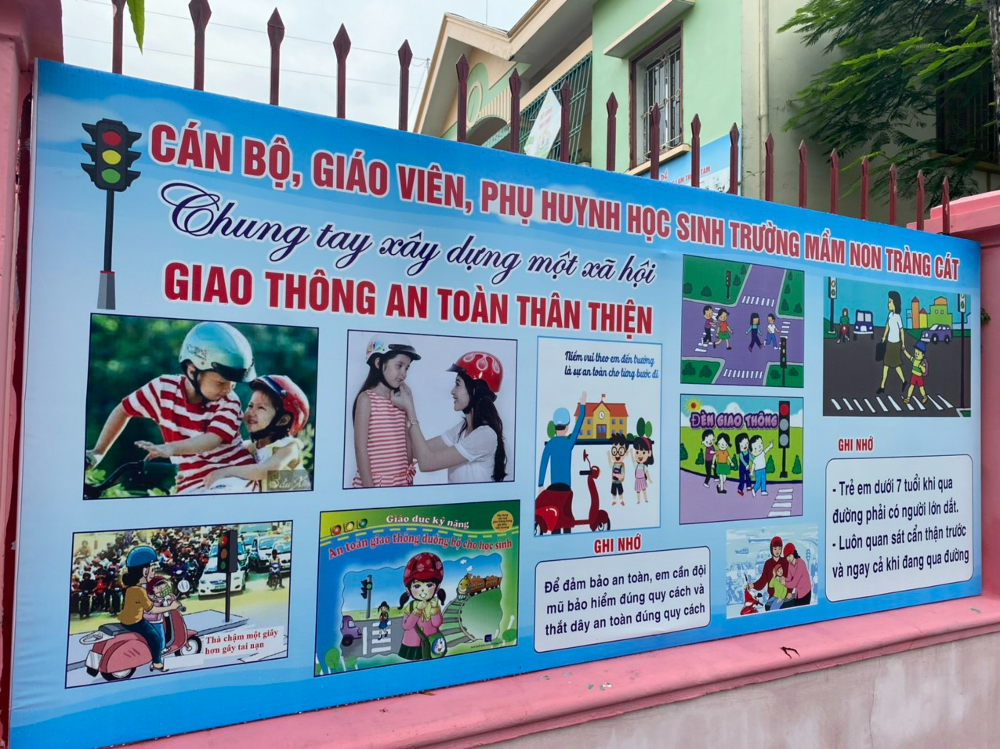 CÁN BỘ, GIÁO VIÊN, PHỤ HUYNH HỌC SINH TRƯỜNG MẦM NON TRÀNG CÁT
Chung tay xây dựng một xã hội
GIAO THÔNG AN TOÀN THÂN THIỆN
Niềm vui theo em đến trường
là sự an toàn cho từng bước đi
ĐÈN GIAO THÔNG
GHI NHỚ
- Trẻ em dưới 7 tuổi khi qua
đường phải có người lớn dắt.
- Luôn quan sát cẩn thận trước
và ngay cả khi đang qua đường
Giáo dục kỹ năng
An toàn giao thông đường bộ cho học sinh
Thà chậm một giây
hơn gây tai nạn
GHI NHỚ
Để đảm bảo an toàn, em cần đội
mũ bảo hiểm đúng quy cách và
thắt dây an toàn đúng quy cách